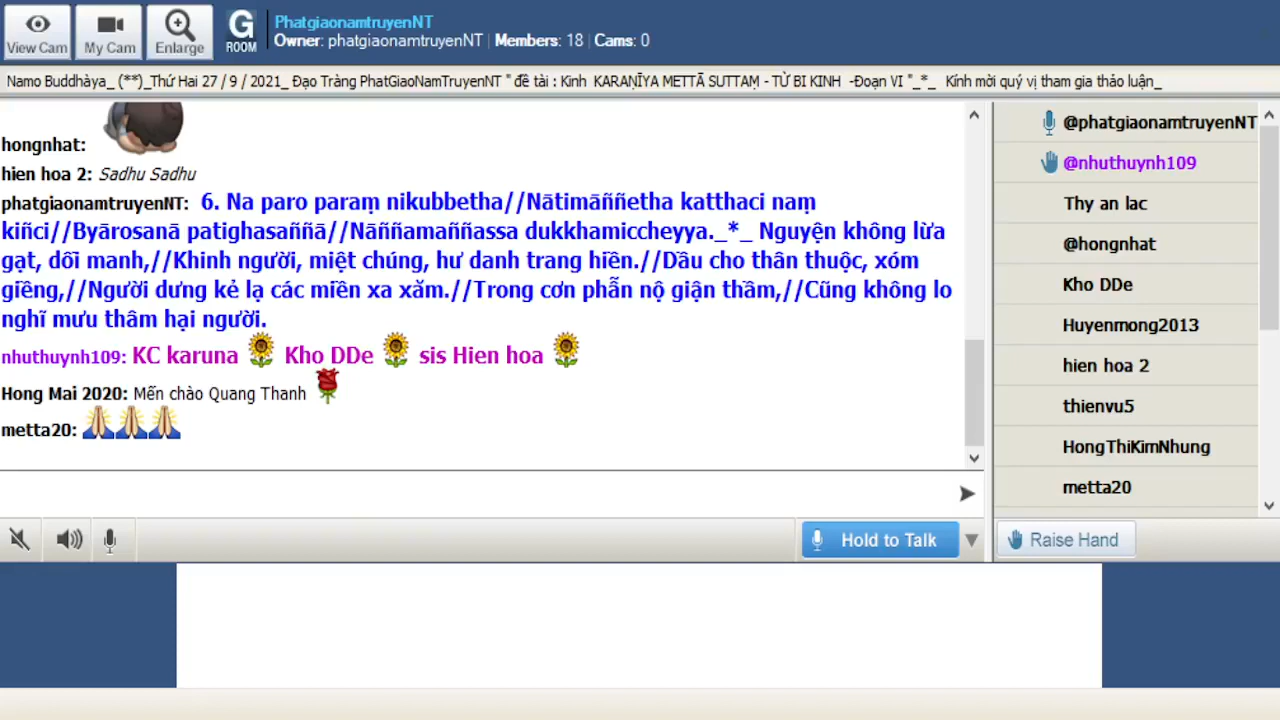 View Cam
My Cam
Enlarge
G
ROOM
PhatgiaonamtruyenNT
Owner: phatgiaonamtruyenNT | Members: 18 | Cams: 0
Namo Buddhàya_ (**)_Thứ Hai 27 / 9 / 2021_ Đạo Tràng PhatGiaoNamTruyenNT " đề tài : Kinh KARAṆĪYA METTĀ SUTTAṂ - TỪ BI KINH -Đoạn VI "_*_ Kính mời quý vị tham gia thảo luận_
hongnhat:
hien hoa 2: Sadhu Sadhu
phatgiaonamtruyenNT: 6. Na paro paraṃ nikubbetha//Nātimāññetha katthaci naṃ
kiñci//Byārosanā patighasaññā//Nāññamaññassa dukkhamiccheyya._*_ Nguyện không lừa
gạt, dối manh,//Khinh người, miệt chúng, hư danh trang hiền.//Dầu cho thân thuộc, xóm
giềng,//Người dưng kẻ lạ các miền xa xăm.//Trong cơn phẫn nộ giận thầm,//Cũng không lo
nghĩ mưu thâm hại người.
nhuthuynh109: KC karuna Kho DDe sis Hien hoa
Hong Mai 2020: Mến chào Quang Thanh
metta20:
Hold to Talk
@phatgiaonamtruyenNT
@nhuthuynh109
Thy an lac
@hongnhat
Kho DDe
Huyenmong2013
hien hoa 2
thienvu5
HongThiKimNhung
metta20
Raise Hand